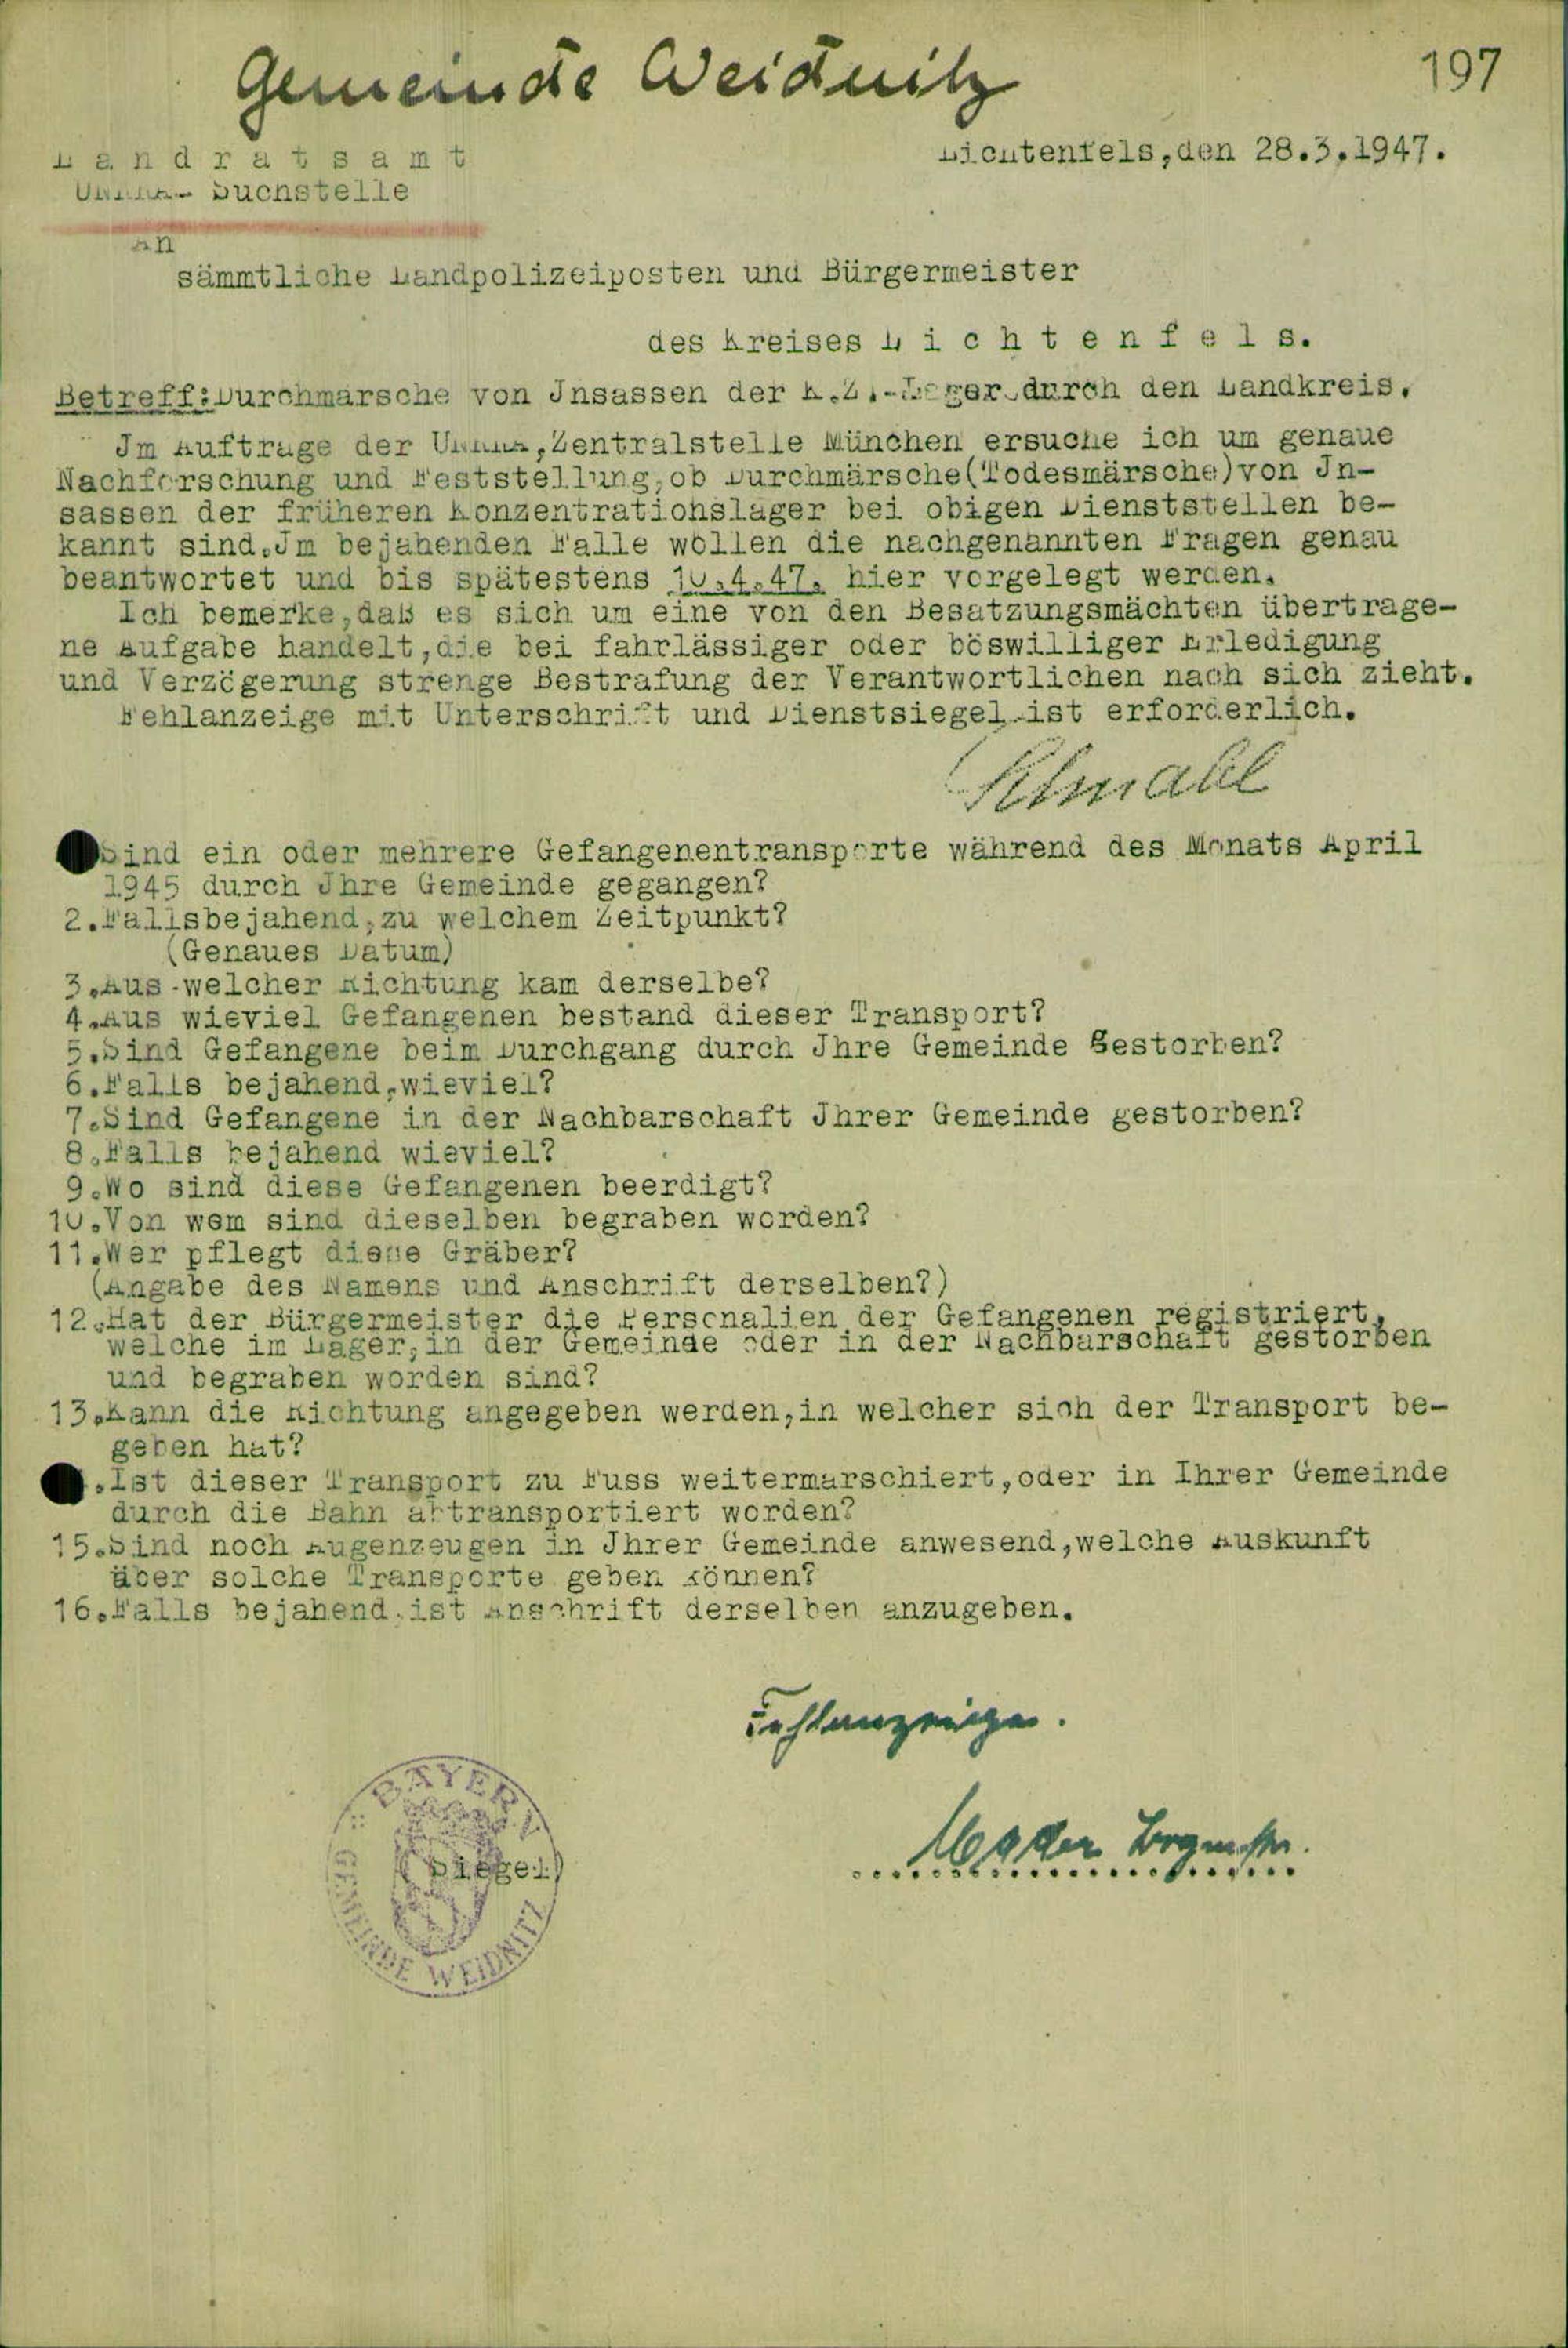 Gemeinde Weidnitz
197
Landratsamt
Lichtenfels,den 28.3.1947.
UNRRA- Suchstelle
An
sämmtliche Landpolizeiposten und Bürgermeister
des Kreises L i c h t e n f e l s.
Betreff:Durchmarsche von Jnsassen der K.Z.-Lager durch den Landkreis.
Jm Auftrage der UNRRA,Zentralstelle München ersuche ich um genaue
Nachforschung und Feststellung,ob Durchmärsche(Todesmärsche)von Jn-
sassen der früheren Konzentrationslager bei obigen Dienststellen be-
kannt sind.Jm bejahenden Falle wollen die nachgenannten Fragen genau
beantwortet und bis spätestens 10.4.47. hier vorgelegt werden.
Ich bemerke,daß es sich um eine von den Besatzungsmächten übertrage-
ne Aufgabe handelt,die bei fahrlässiger oder böswilliger Erledigung
und Verzögerung strenge Bestrafung der Verantwortlichen nach sich zieht.
Fehlanzeige mit Unterschrift und Dienstsiegel ist erforderlich.
Sind ein oder mehrere Gefangenentransporte während des Monats April
1945 durch Jhre Gemeinde gegangen?
2.Fallsbejahend,zu welchem Zeitpunkt?
(Genaues Datum)
3.Aus welcher Richtung kam derselbe?
4.Aus wieviel Gefangenen bestand dieser Transport?
5.Sind Gefangene beim Durchgang durch Jhre Gemeinde gestorben?
6.Falls bejahend,wieviel?
7.Sind Gefangene in der Nachbarschaft Jhrer Gemeinde gestorben?
8.Falls bejahend wieviel?
9.Wo sind diese Gefangenen beerdigt?
10.Von wem sind dieselben begraben worden?
11.Wer pflegt diese Gräber?
(Angabe des Namens und Anschrift derselben?)
12.Hat der Bürgermeister die Personalien der Gefangenen registriert,
welche im Lager,in der Gemeinde oder in der Nachbarschaft gestorben
und begraben worden sind?
13.Kann die Richtung angegeben werden,in welcher sich der Transport be-
geben hat?
.Ist dieser Transport zu Fuss weitermarschiert,oder in Ihrer Gemeinde
durch die Bahn abtransportiert worden?
15.Sind noch Augenzeugen in Jhrer Gemeinde anwesend,welche Auskunft
über solche Transporte geben können?
16.Falls bejahend,ist Anschrift derselben anzugeben.
Fehlanzeige.
BAYERN
(Siegel)
GEMEINDE WEIDNITZ